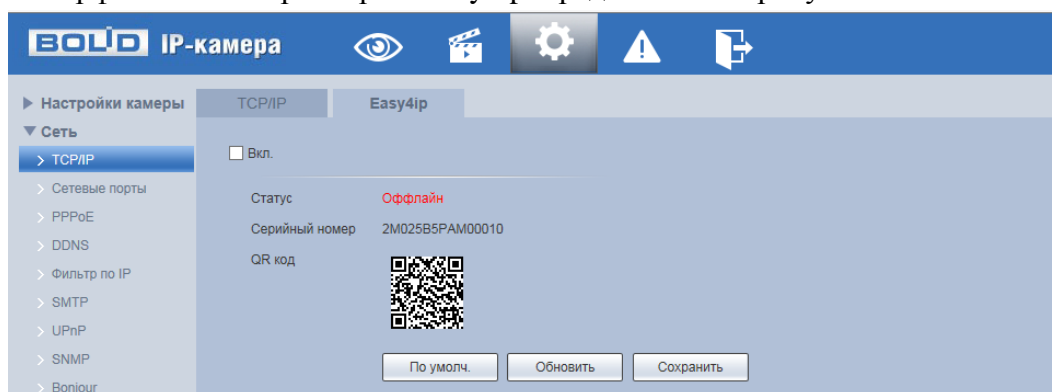 BOLID IP-камера
Настройки камеры
Сеть
TCP/IP
Сетевые порты
PPPoE
DDNS
Фильтр по IP
SMTP
UPnP
SNMP
Bonjour
TCP/IP Easy4ip
Вкл.
Статус Оффлайн
Серийный номер 2M025B5PAM00010
QR код
По умолч. Обновить Сохранить